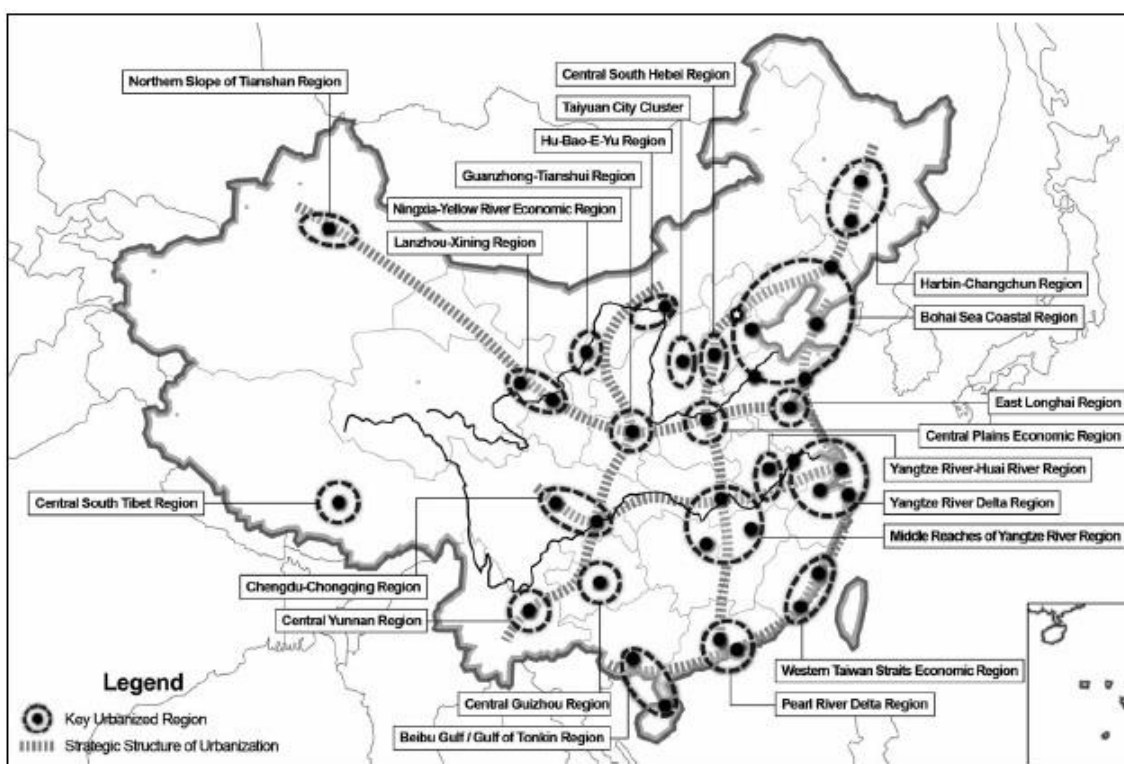 Northern Slope of Tianshan Region
Central South Hebei Region
Taiyuan City Cluster
Hu-Bao-E-Yu Region
Guanzhong-Tianshui Region
Ningxia-Yellow River Economic Region
Lanzhou-Xining Region
Harbin-Changchun Region
Bohai Sea Coastal Region
East Longhai Region
Central Plains Economic Region
Yangtze River-Huai River Region
Central South Tibet Region
Yangtze River Delta Region
Middle Reaches of Yangtze River Region
Chengdu-Chongqing Region
Central Yunnan Region
Western Taiwan Straits Economic Region
Central Guizhou Region
Pearl River Delta Region
Beibu Gulf / Gulf of Tonkin Region
Legend
Key Urbanized Region
Strategic Structure of Urbanization